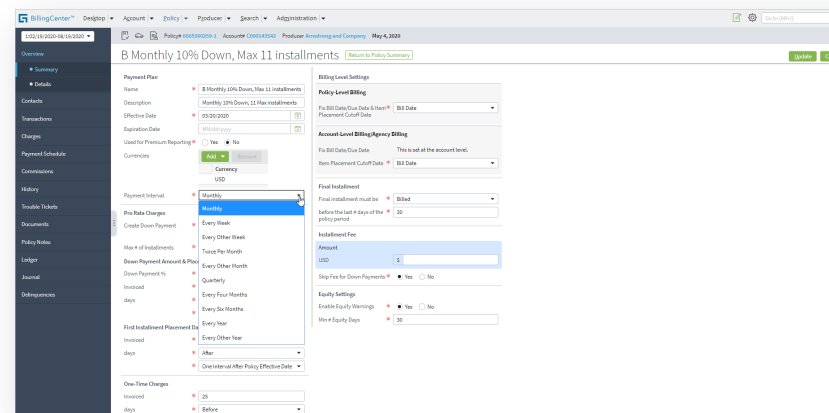 BillingCenter™ Desktop Account Policy Producer Search Administration Go to (Alt+/)
1:02/19/2020-08/19/2020 Policy# Account# Producer Armstrong and Company May 4, 2020
B Monthly 10% Down, Max 11 installments Return to Policy Summary Update
Overview
Summary
Details
Contacts
Transactions
Charges
Payment Schedule
Commissions
History
Trouble Tickets
Documents
Policy Notes
Ledger
Journal
Delinquencies
Payment Plan
Name * B Monthly 10% Down, Max 11 installments
Description Monthly 10% Down, 11 Max installments
Effective Date * 03/20/2020
Expiration Date MM/dd/yyyy
Used for Premium Reporting * Yes No
Currencies Add Remove
Currency
USD
Payment Interval * Monthly
Monthly
Every Week
Every Other Week
Twice Per Month
Every Other Month
Quarterly
Every Four Months
Every Six Months
Every Year
Every Other Year
Pro Rata Charges
Create Down Payment *
Max # of Installments *
Down Payment Amount & Plac
Down Payment % *
Invoiced *
days *
*
First Installment Placement Da
Invoiced *
days * After
* One Interval After Policy Effective Date
One-Time Charges
Invoiced * 25
days * Before
Billing Level Settings
Policy-Level Billing
Fix Bill Date/Due Date & Item * Bill Date
Placement Cutoff Date
Account-Level Billing/Agency Billing
Fix Bill Date/Due Date This is set at the account level.
Item Placement Cutoff Date * Bill Date
Final Installment
Final installment must be * Billed
before the last # days of the * 30
policy period
Installment Fee
Amount
USD $
Skip Fee for Down Payments * Yes No
Equity Settings
Enable Equity Warnings * Yes No
Min # Equity Days * 30